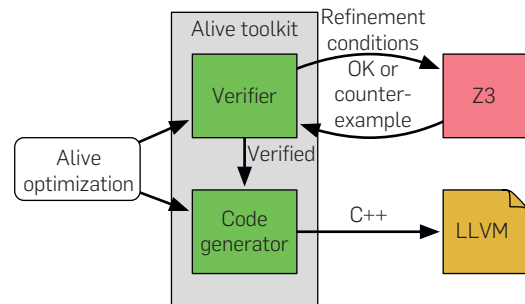 Alive toolkit
Refinement
conditions
OK or
counter-
example
Verifier
Z3
Verified
Alive
optimization
Code
generator
C++
LLVM